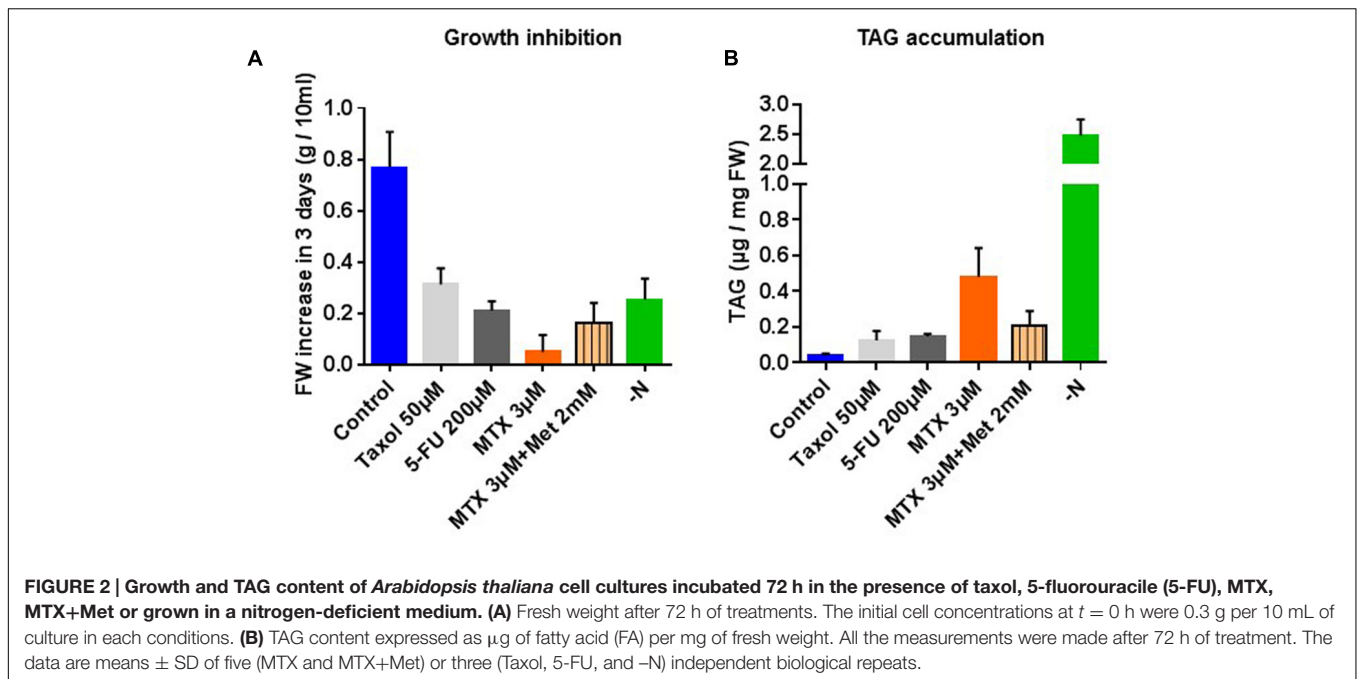 Growth inhibition
A
FW increase in 3 days (g / 10ml)
1.0
0.8
0.6
0.4
0.2
0.0
Control
Taxol 50µM
5-FU 200µM
MTX 3µM
MTX 3µM+Met 2mM
-N
TAG accumulation
B
TAG (µg / mg FW)
3.0
2.5
2.0
1.0
0.8
0.6
0.4
0.2
0.0
Control
Taxol 50µM
5-FU 200µM
MTX 3µM
MTX 3µM+Met 2mM
-N
FIGURE 2 | Growth and TAG content of Arabidopsis thaliana cell cultures incubated 72 h in the presence of taxol, 5-fluorouracile (5-FU), MTX,
MTX+Met or grown in a nitrogen-deficient medium. (A) Fresh weight after 72 h of treatments. The initial cell concentrations at t = 0 h were 0.3 g per 10 mL of
culture in each conditions. (B) TAG content expressed as µg of fatty acid (FA) per mg of fresh weight. All the measurements were made after 72 h of treatment. The
data are means ± SD of five (MTX and MTX+Met) or three (Taxol, 5-FU, and –N) independent biological repeats.